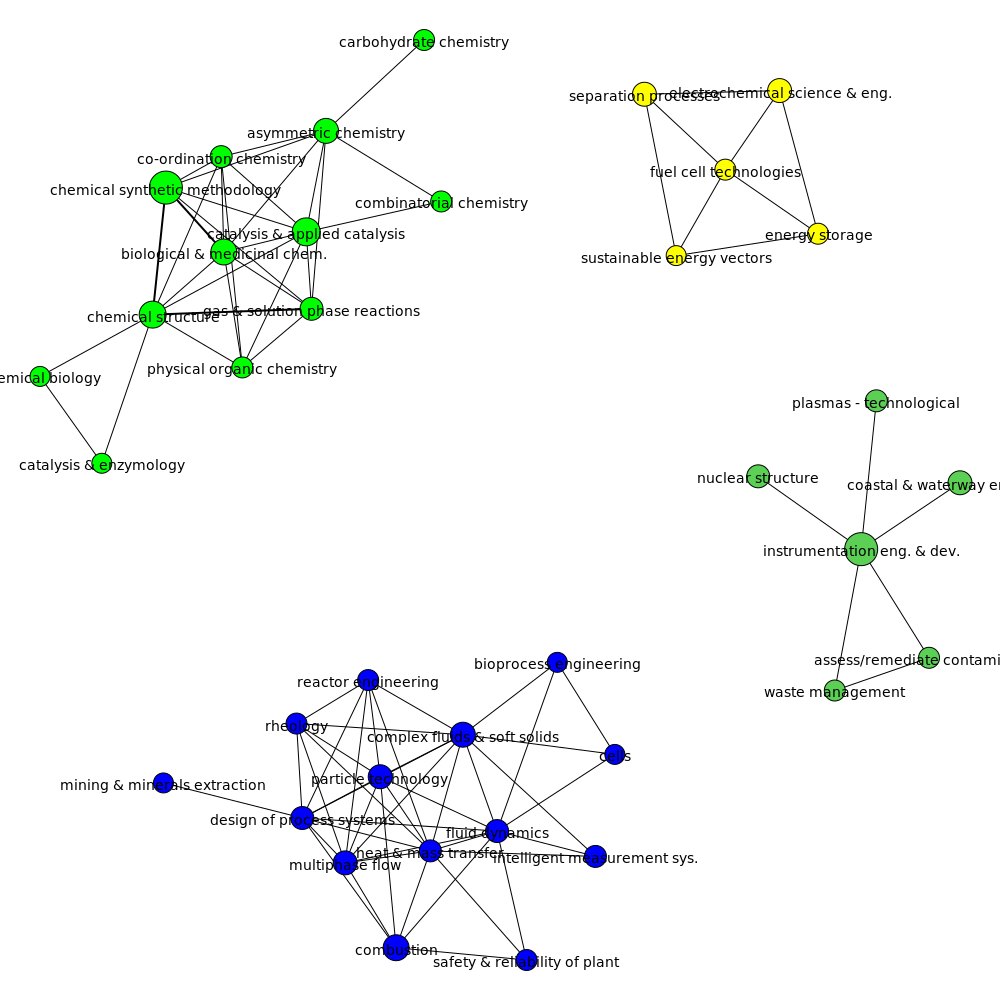 carbohydrate chemistry
separation processes
electrochemical science & eng.
asymmetric chemistry
co-ordination chemistry
fuel cell technologies
chemical synthetic methodology
combinatorial chemistry
catalysis & applied catalysis
energy storage
biological & medicinal chem.
sustainable energy vectors
chemical structure
gas & solution phase reactions
physical organic chemistry
emical biology
plasmas - technological
catalysis & enzymology
nuclear structure
coastal & waterway en
instrumentation eng. & dev.
assess/remediate contami
bioprocess engineering
reactor engineering
waste management
rheology
complex fluids & soft solids
cells
particle technology
mining & minerals extraction
design of process systems
fluid dynamics
heat & mass transfer
intelligent measurement sys.
multiphase flow
combustion
safety & reliability of plant